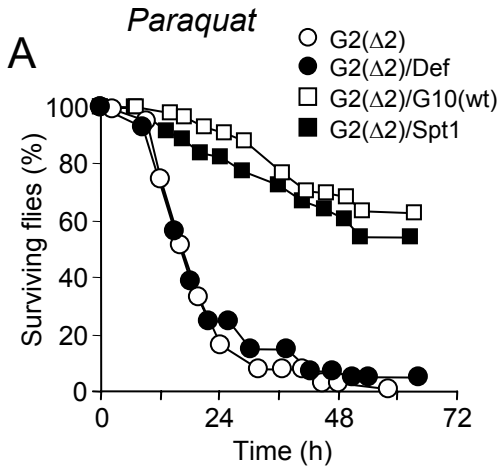 Paraquat
A
G2(Δ2)
G2(Δ2)/Def
G2(Δ2)/G10(wt)
G2(Δ2)/Spt1
Surviving flies (%)
100
80
60
40
20
0
0 24 48 72
Time (h)